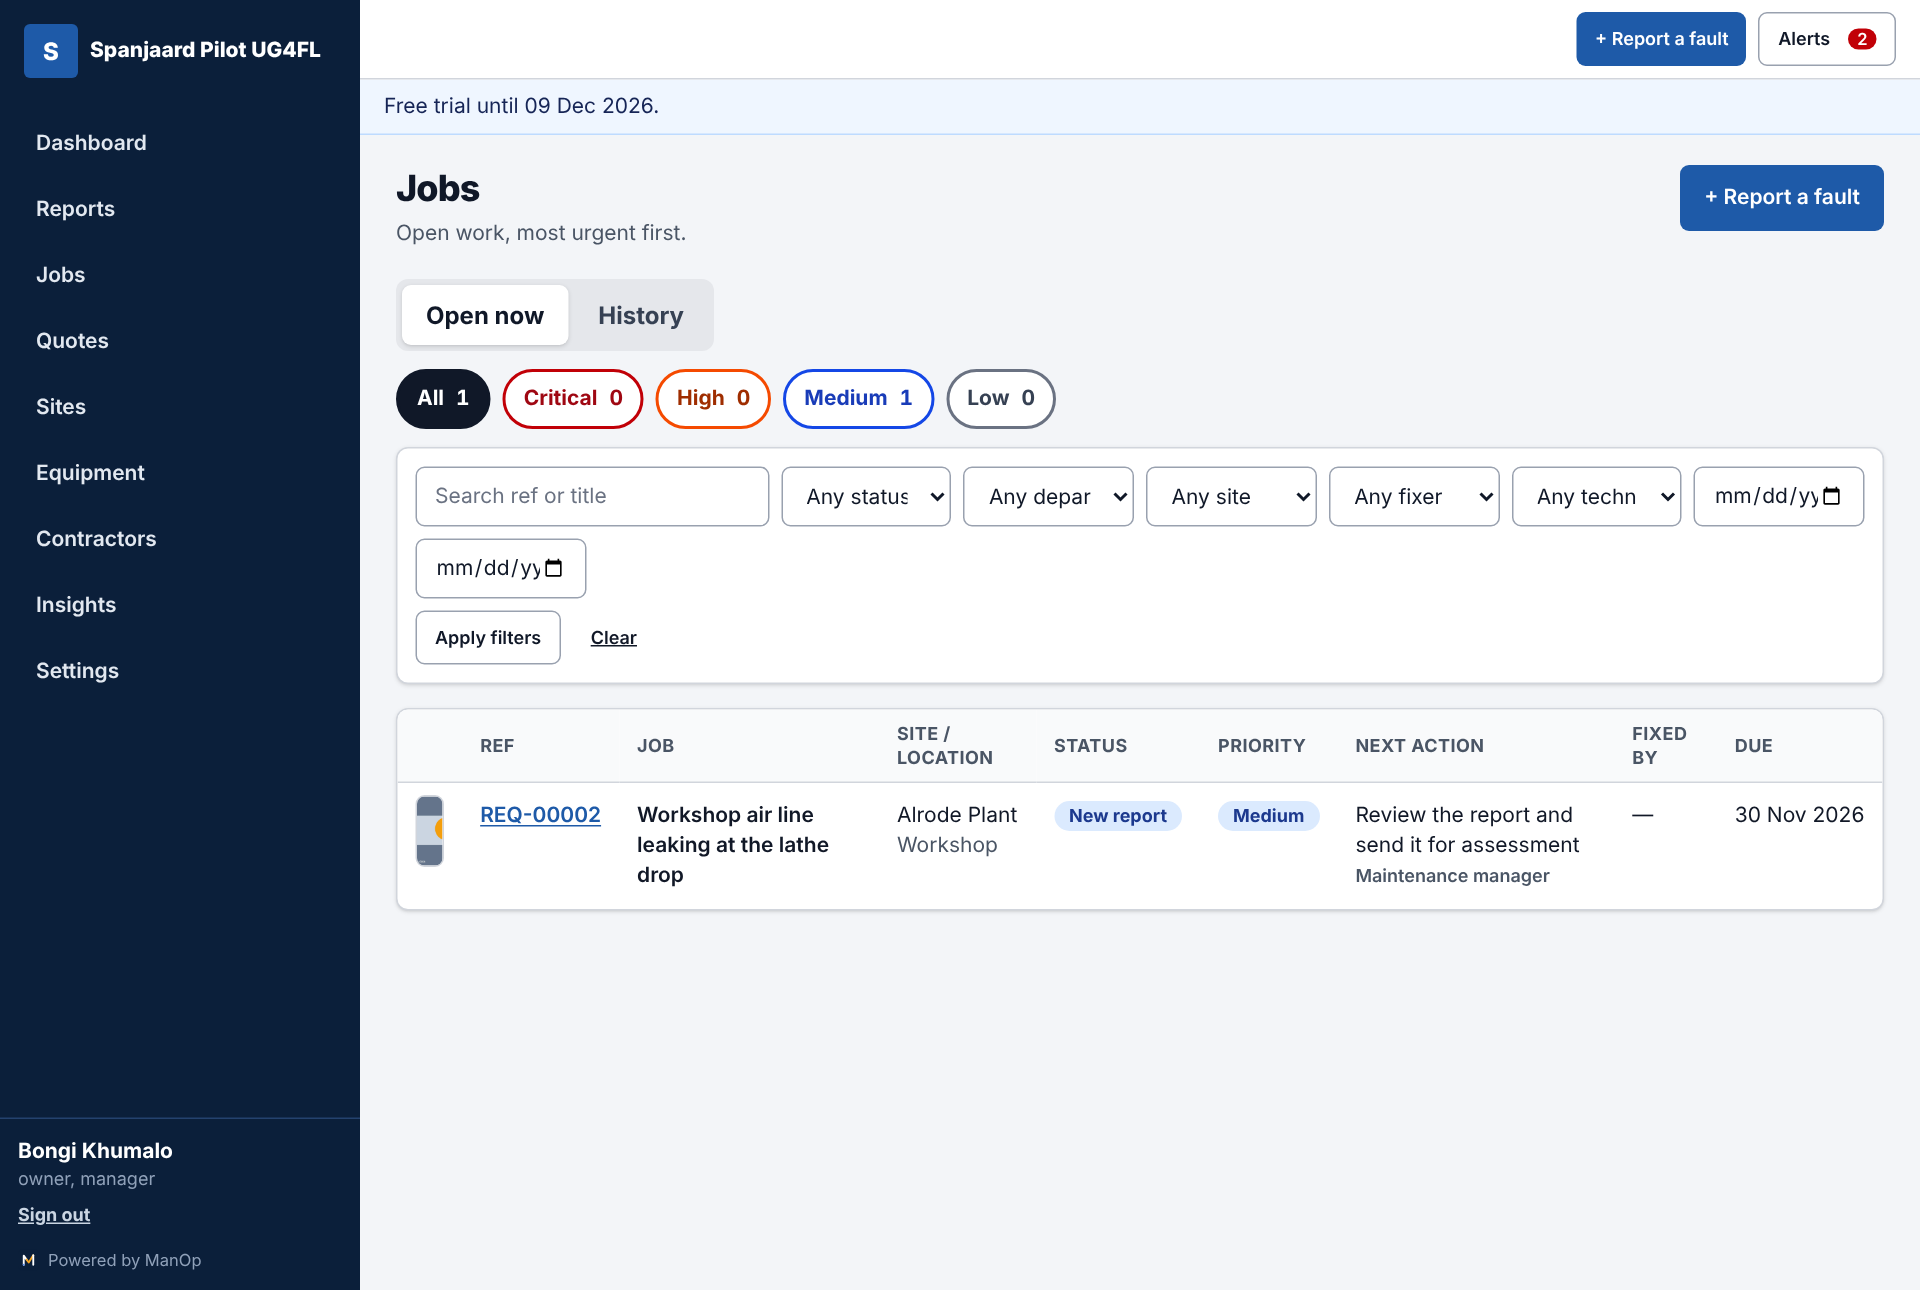 S
Spanjaard Pilot UG4FL
Dashboard
Reports
Jobs
Quotes
Sites
Equipment
Contractors
Insights
Settings
Bongi Khumalo
owner, manager
Sign out
M Powered by ManOp
+ Report a fault
Alerts 2
Free trial until 09 Dec 2026.
Jobs
Open work, most urgent first.
+ Report a fault
Open now
History
All 1
Critical 0
High 0
Medium 1
Low 0
Search ref or title
Any status
Any depar
Any site
Any fixer
Any techn
mm/dd/yy
mm/dd/yy
Apply filters
Clear
REF
JOB
SITE /
LOCATION
STATUS
PRIORITY
NEXT ACTION
FIXED
BY
DUE
REQ-00002
Workshop air line
leaking at the lathe
drop
Alrode Plant
Workshop
New report
Medium
Review the report and
send it for assessment
Maintenance manager
—
30 Nov 2026